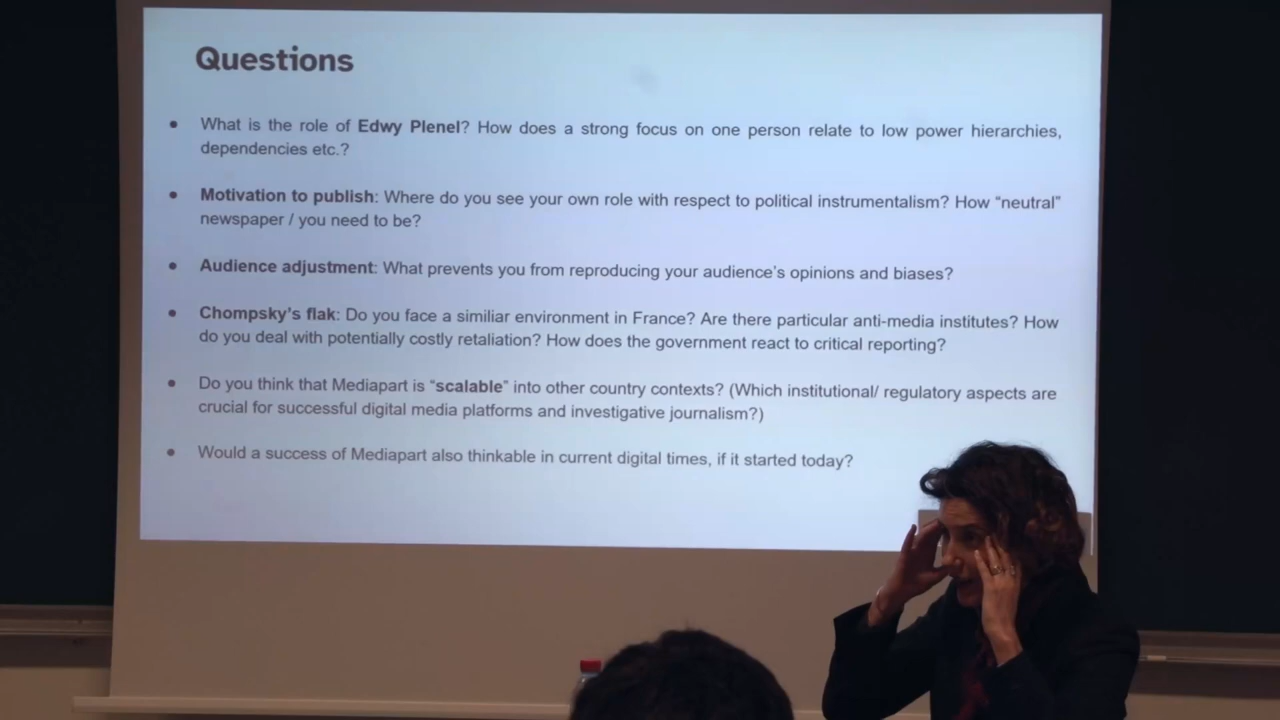 Questions
• What is the role of Edwy Plenel? How does a strong focus on one person relate to low power hierarchies,
dependencies etc.?
• Motivation to publish: Where do you see your own role with respect to political instrumentalism? How “neutral”
newspaper / you need to be?
• Audience adjustment: What prevents you from reproducing your audience’s opinions and biases?
• Chompsky’s flak: Do you face a similiar environment in France? Are there particular anti-media institutes? How
do you deal with potentially costly retaliation? How does the government react to critical reporting?
• Do you think that Mediapart is “scalable” into other country contexts? (Which institutional/ regulatory aspects are
crucial for successful digital media platforms and investigative journalism?)
• Would a success of Mediapart also thinkable in current digital times, if it started today?